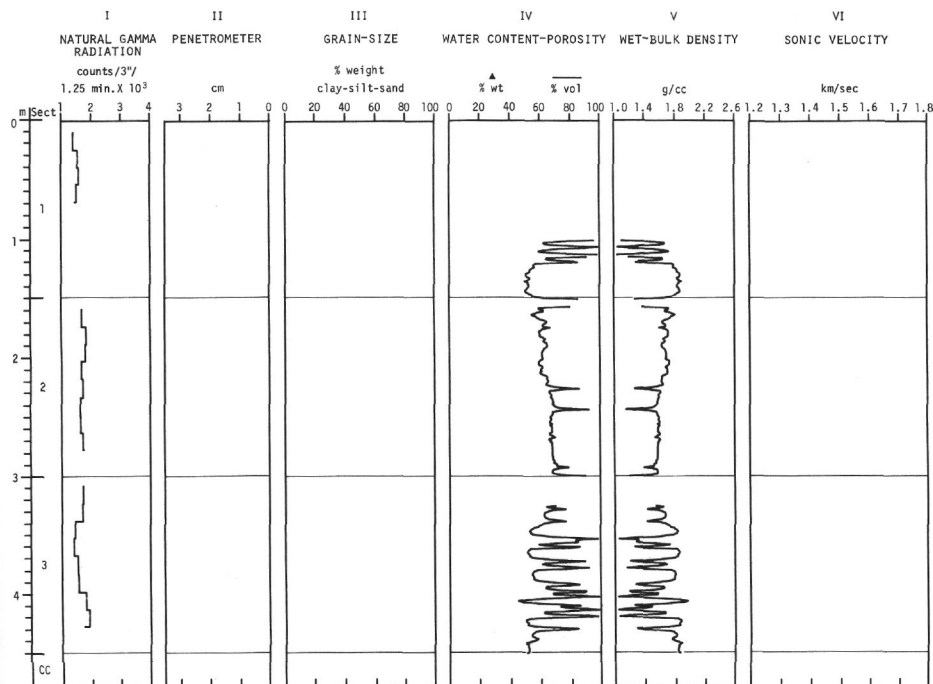 I II III IV V VI
NATURAL GAMMA PENETROMETER GRAIN-SIZE WATER CONTENT-POROSITY WET-BULK DENSITY SONIC VELOCITY
RADIATION
counts/3"/ % weight ▲
1.25 min.X 10³ cm clay-silt-sand % wt % vol g/cc km/sec
m Sect 1 2 3 4 3 2 1 0 0 20 40 60 80 100 0 20 40 60 80 100 1.0 1.4 1.8 2.2 2.6 1.2 1.3 1.4 1.5 1.6 1.7 1.8
0
1
1
2
2
3
3
4
CC